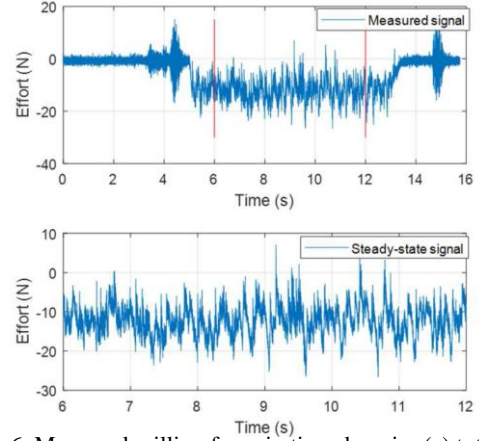 20
0
-20
-40
Effort (N)
Measured signal
0 2 4 6 8 10 12 14 16
Time (s)
10
0
-10
-20
-30
Effort (N)
Steady-state signal
6 7 8 9 10 11 12
Time (s)